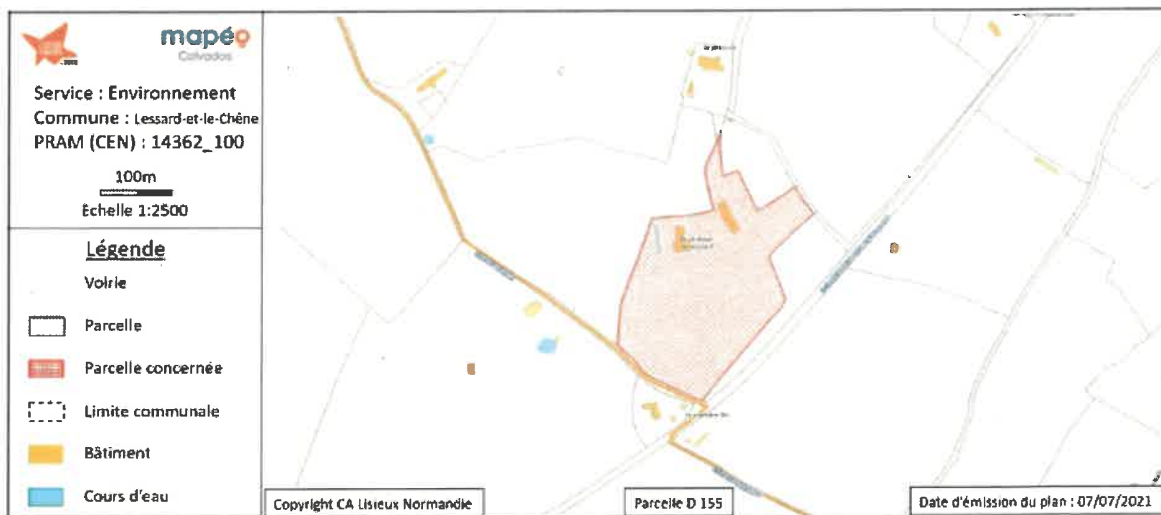 mapéo
Calvados
Service : Environnement
Commune : Lessard-et-le-Chêne
PRAM (CEN) : 14362_100
100m
Echelle 1:2500
Légende
Voirie
Parcelle
Parcelle concernée
Limite communale
Bâtiment
Cours d'eau
Copyright CA Lisieux Normandie
Parcelle D 155
Date d'émission du plan : 07/07/2021